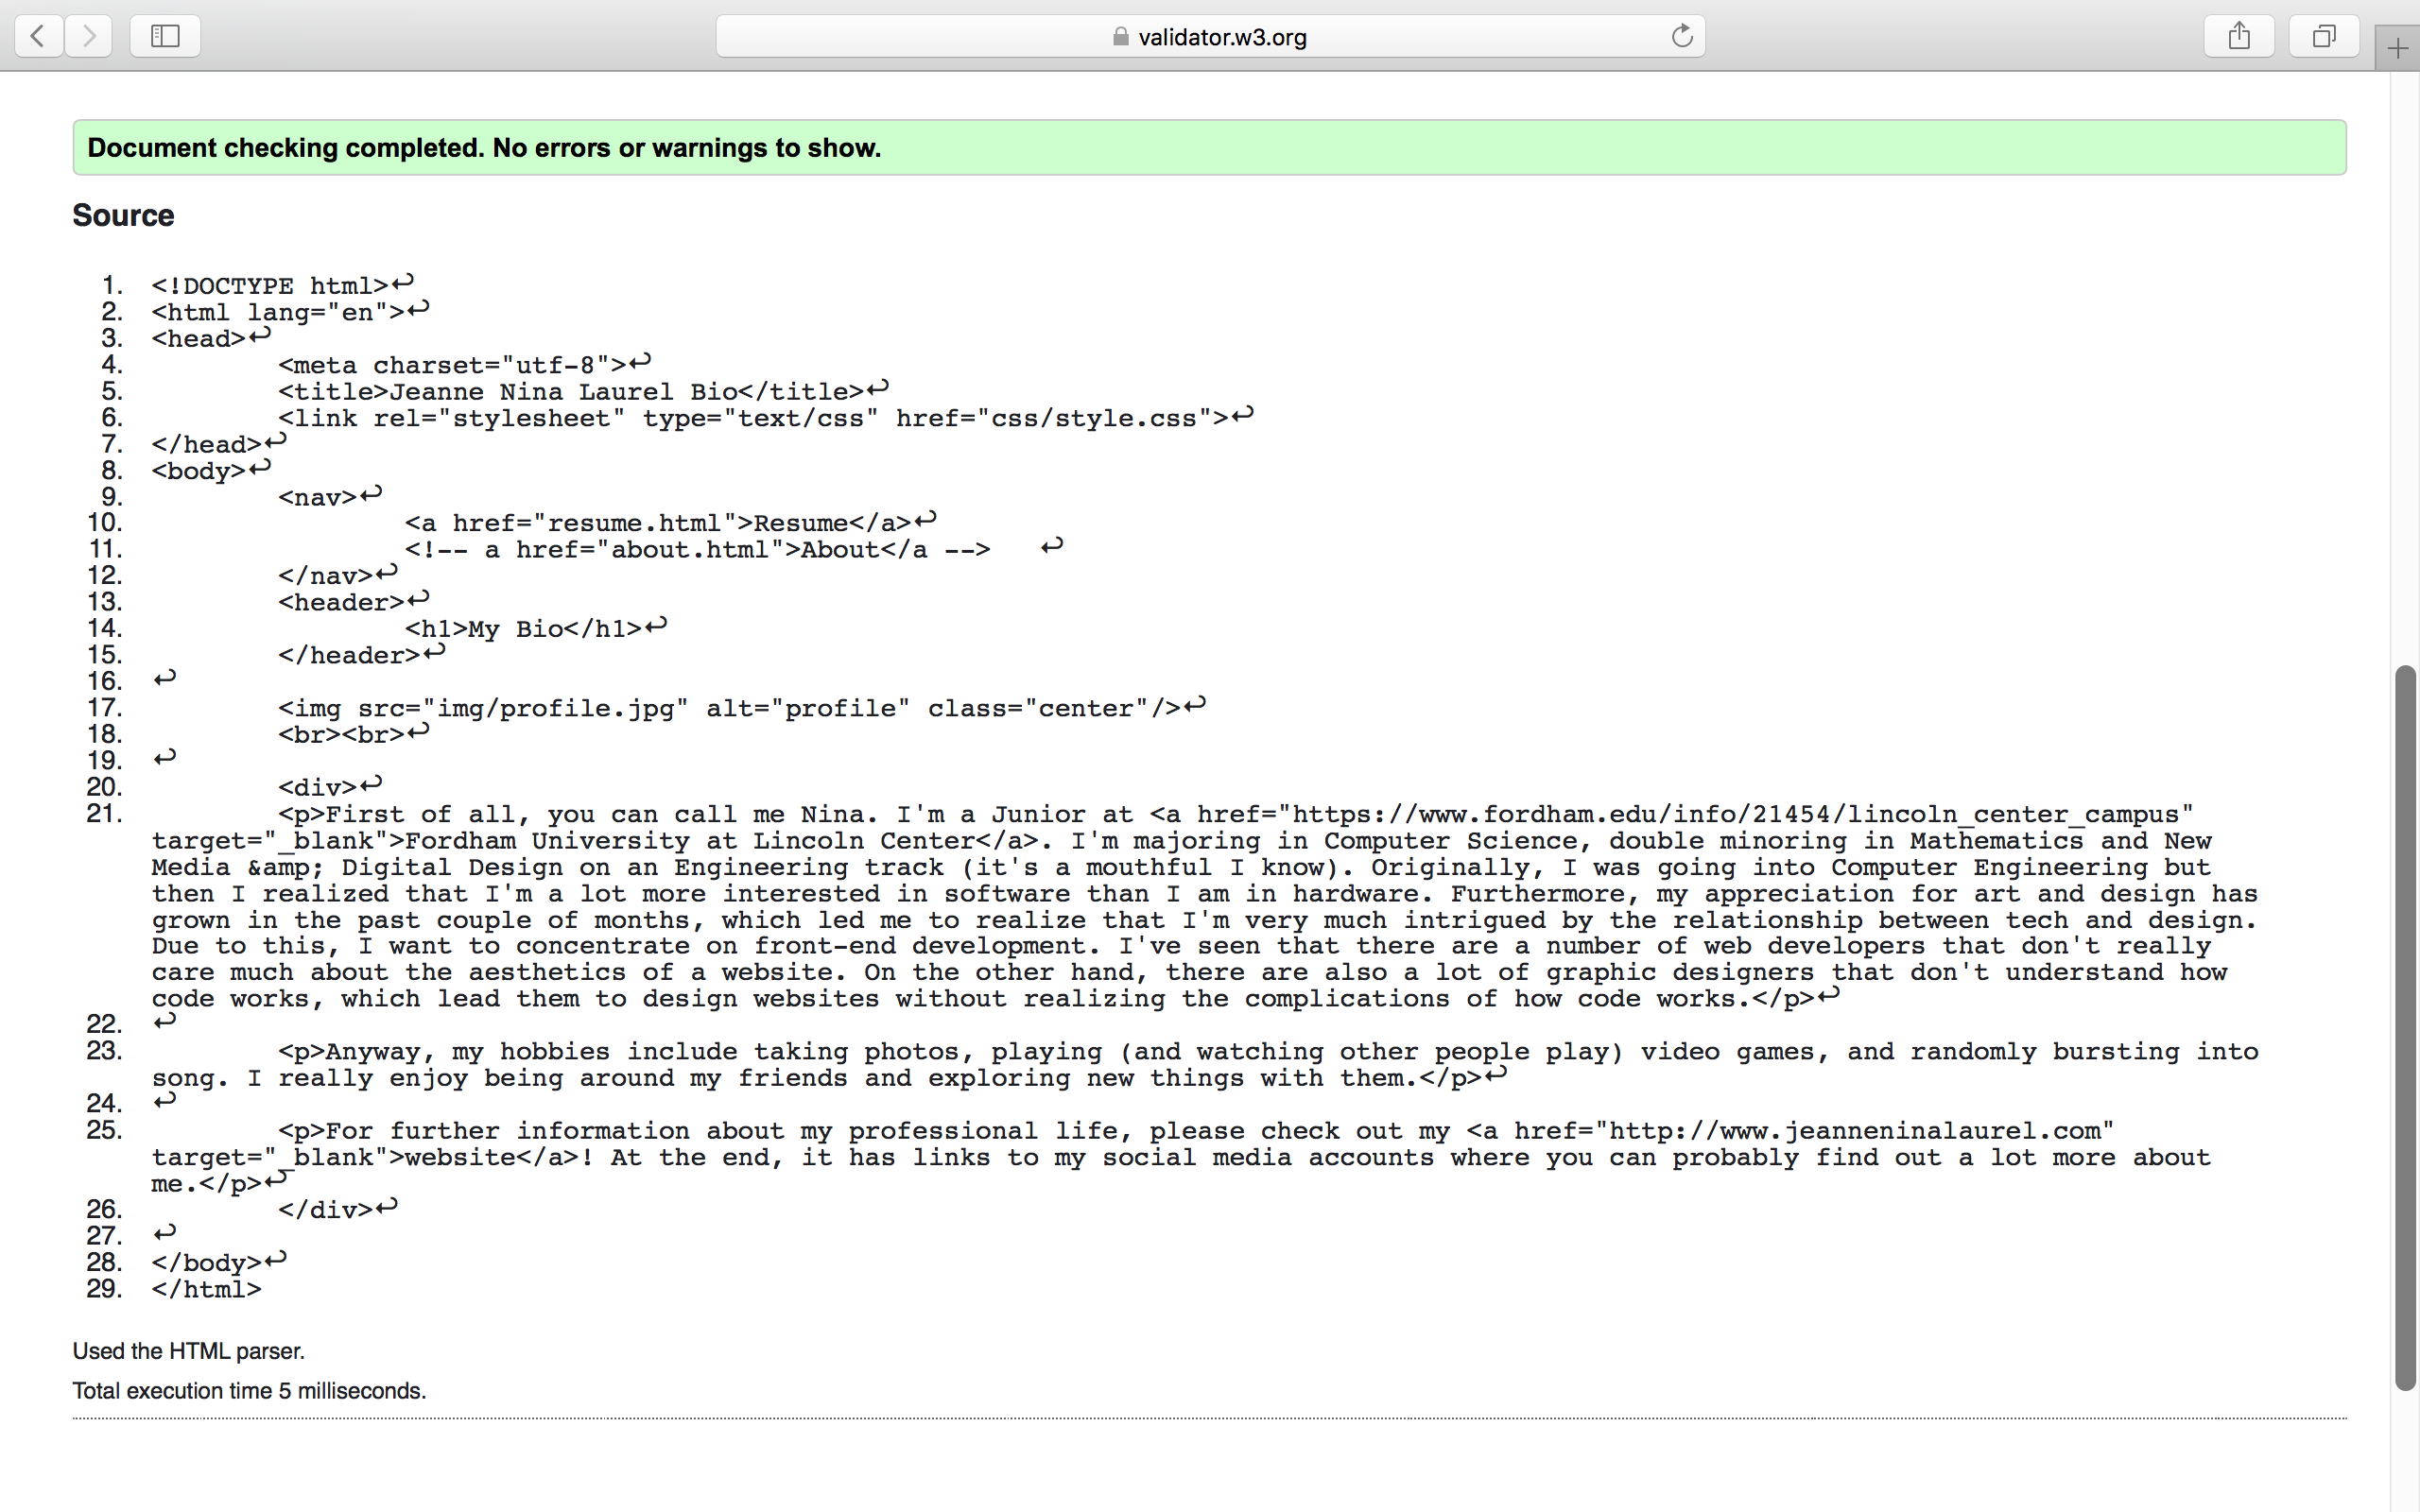 validator.w3.org
Document checking completed. No errors or warnings to show.
Source
1. <!DOCTYPE html>↩
2. <html lang="en">↩
3. <head>↩
4. <meta charset="utf-8">↩
5. <title>Jeanne Nina Laurel Bio</title>↩
6. <link rel="stylesheet" type="text/css" href="css/style.css">↩
7. </head>↩
8. <body>↩
9. <nav>↩
10. <a href="resume.html">Resume</a>↩
11. <!-- a href="about.html">About</a --> ↩
12. </nav>↩
13. <header>↩
14. <h1>My Bio</h1>↩
15. </header>↩
16. ↩
17. <img src="img/profile.jpg" alt="profile" class="center"/>↩
18. <br><br>↩
19. ↩
20. <div>↩
21. <p>First of all, you can call me Nina. I'm a Junior at <a href="https://www.fordham.edu/info/21454/lincoln_center_campus"
target="_blank">Fordham University at Lincoln Center</a>. I'm majoring in Computer Science, double minoring in Mathematics and New
Media &amp; Digital Design on an Engineering track (it's a mouthful I know). Originally, I was going into Computer Engineering but
then I realized that I'm a lot more interested in software than I am in hardware. Furthermore, my appreciation for art and design has
grown in the past couple of months, which led me to realize that I'm very much intrigued by the relationship between tech and design.
Due to this, I want to concentrate on front-end development. I've seen that there are a number of web developers that don't really
care much about the aesthetics of a website. On the other hand, there are also a lot of graphic designers that don't understand how
code works, which lead them to design websites without realizing the complications of how code works.</p>↩
22. ↩
23. <p>Anyway, my hobbies include taking photos, playing (and watching other people play) video games, and randomly bursting into
song. I really enjoy being around my friends and exploring new things with them.</p>↩
24. ↩
25. <p>For further information about my professional life, please check out my <a href="http://www.jeanneninalaurel.com"
target="_blank">website</a>! At the end, it has links to my social media accounts where you can probably find out a lot more about
me.</p>↩
26. </div>↩
27. ↩
28. </body>↩
29. </html>
Used the HTML parser.
Total execution time 5 milliseconds.